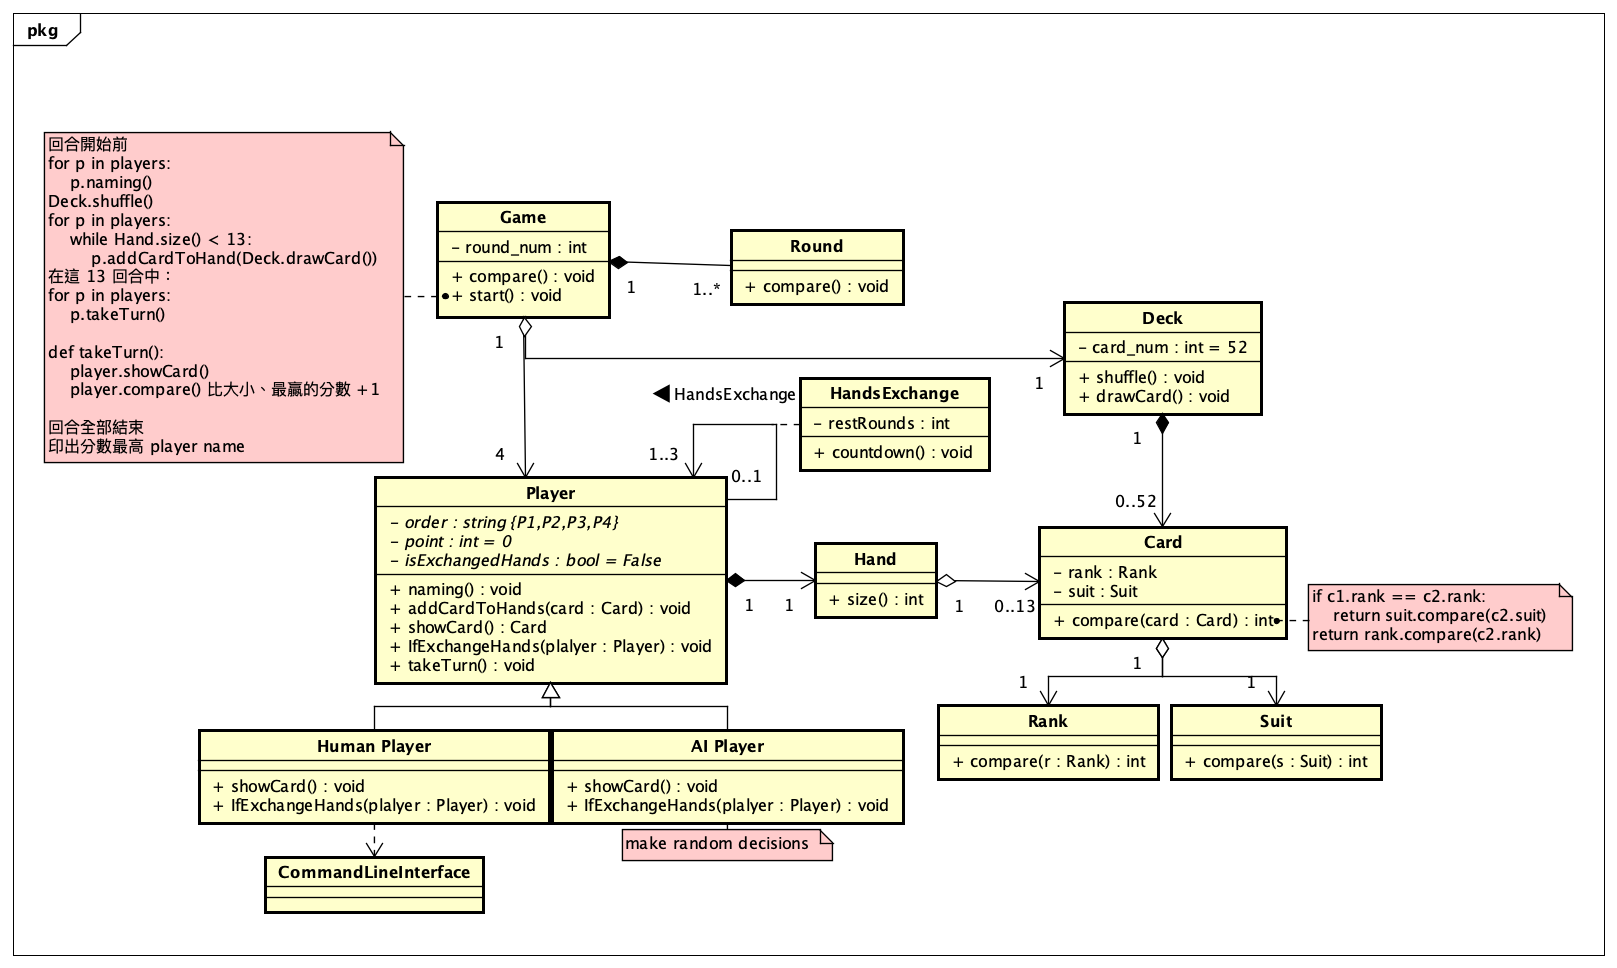 pkg
回合開始前
for p in players:
p.naming()
Deck.shuffle()
for p in players:
while Hand.size() < 13:
p.addCardToHand(Deck.drawCard())
在這 13 回合中：
for p in players:
p.takeTurn()
def takeTurn():
player.showCard()
player.compare() 比大小、最贏的分數 +1
回合全部結束
印出分數最高 player name
Game
- round_num : int
+ compare() : void
+ start() : void
1
1..*
Round
+ compare() : void
1
4
1
Deck
- card_num : int = 52
+ shuffle() : void
+ drawCard() : void
1
0..52
HandsExchange
HandsExchange
- restRounds : int
+ countdown() : void
1..3
0..1
Player
- order : string {P1,P2,P3,P4}
- point : int = 0
- isExchangedHands : bool = False
+ naming() : void
+ addCardToHands(card : Card) : void
+ showCard() : Card
+ IfExchangeHands(plalyer : Player) : void
+ takeTurn() : void
1
1
Hand
+ size() : int
1
0..13
Card
- rank : Rank
- suit : Suit
+ compare(card : Card) : int
if c1.rank == c2.rank:
return suit.compare(c2.suit)
return rank.compare(c2.rank)
1
1
1
Rank
+ compare(r : Rank) : int
Suit
+ compare(s : Suit) : int
Human Player
+ showCard() : void
+ IfExchangeHands(plalyer : Player) : void
AI Player
+ showCard() : void
+ IfExchangeHands(plalyer : Player) : void
make random decisions
CommandLineInterface